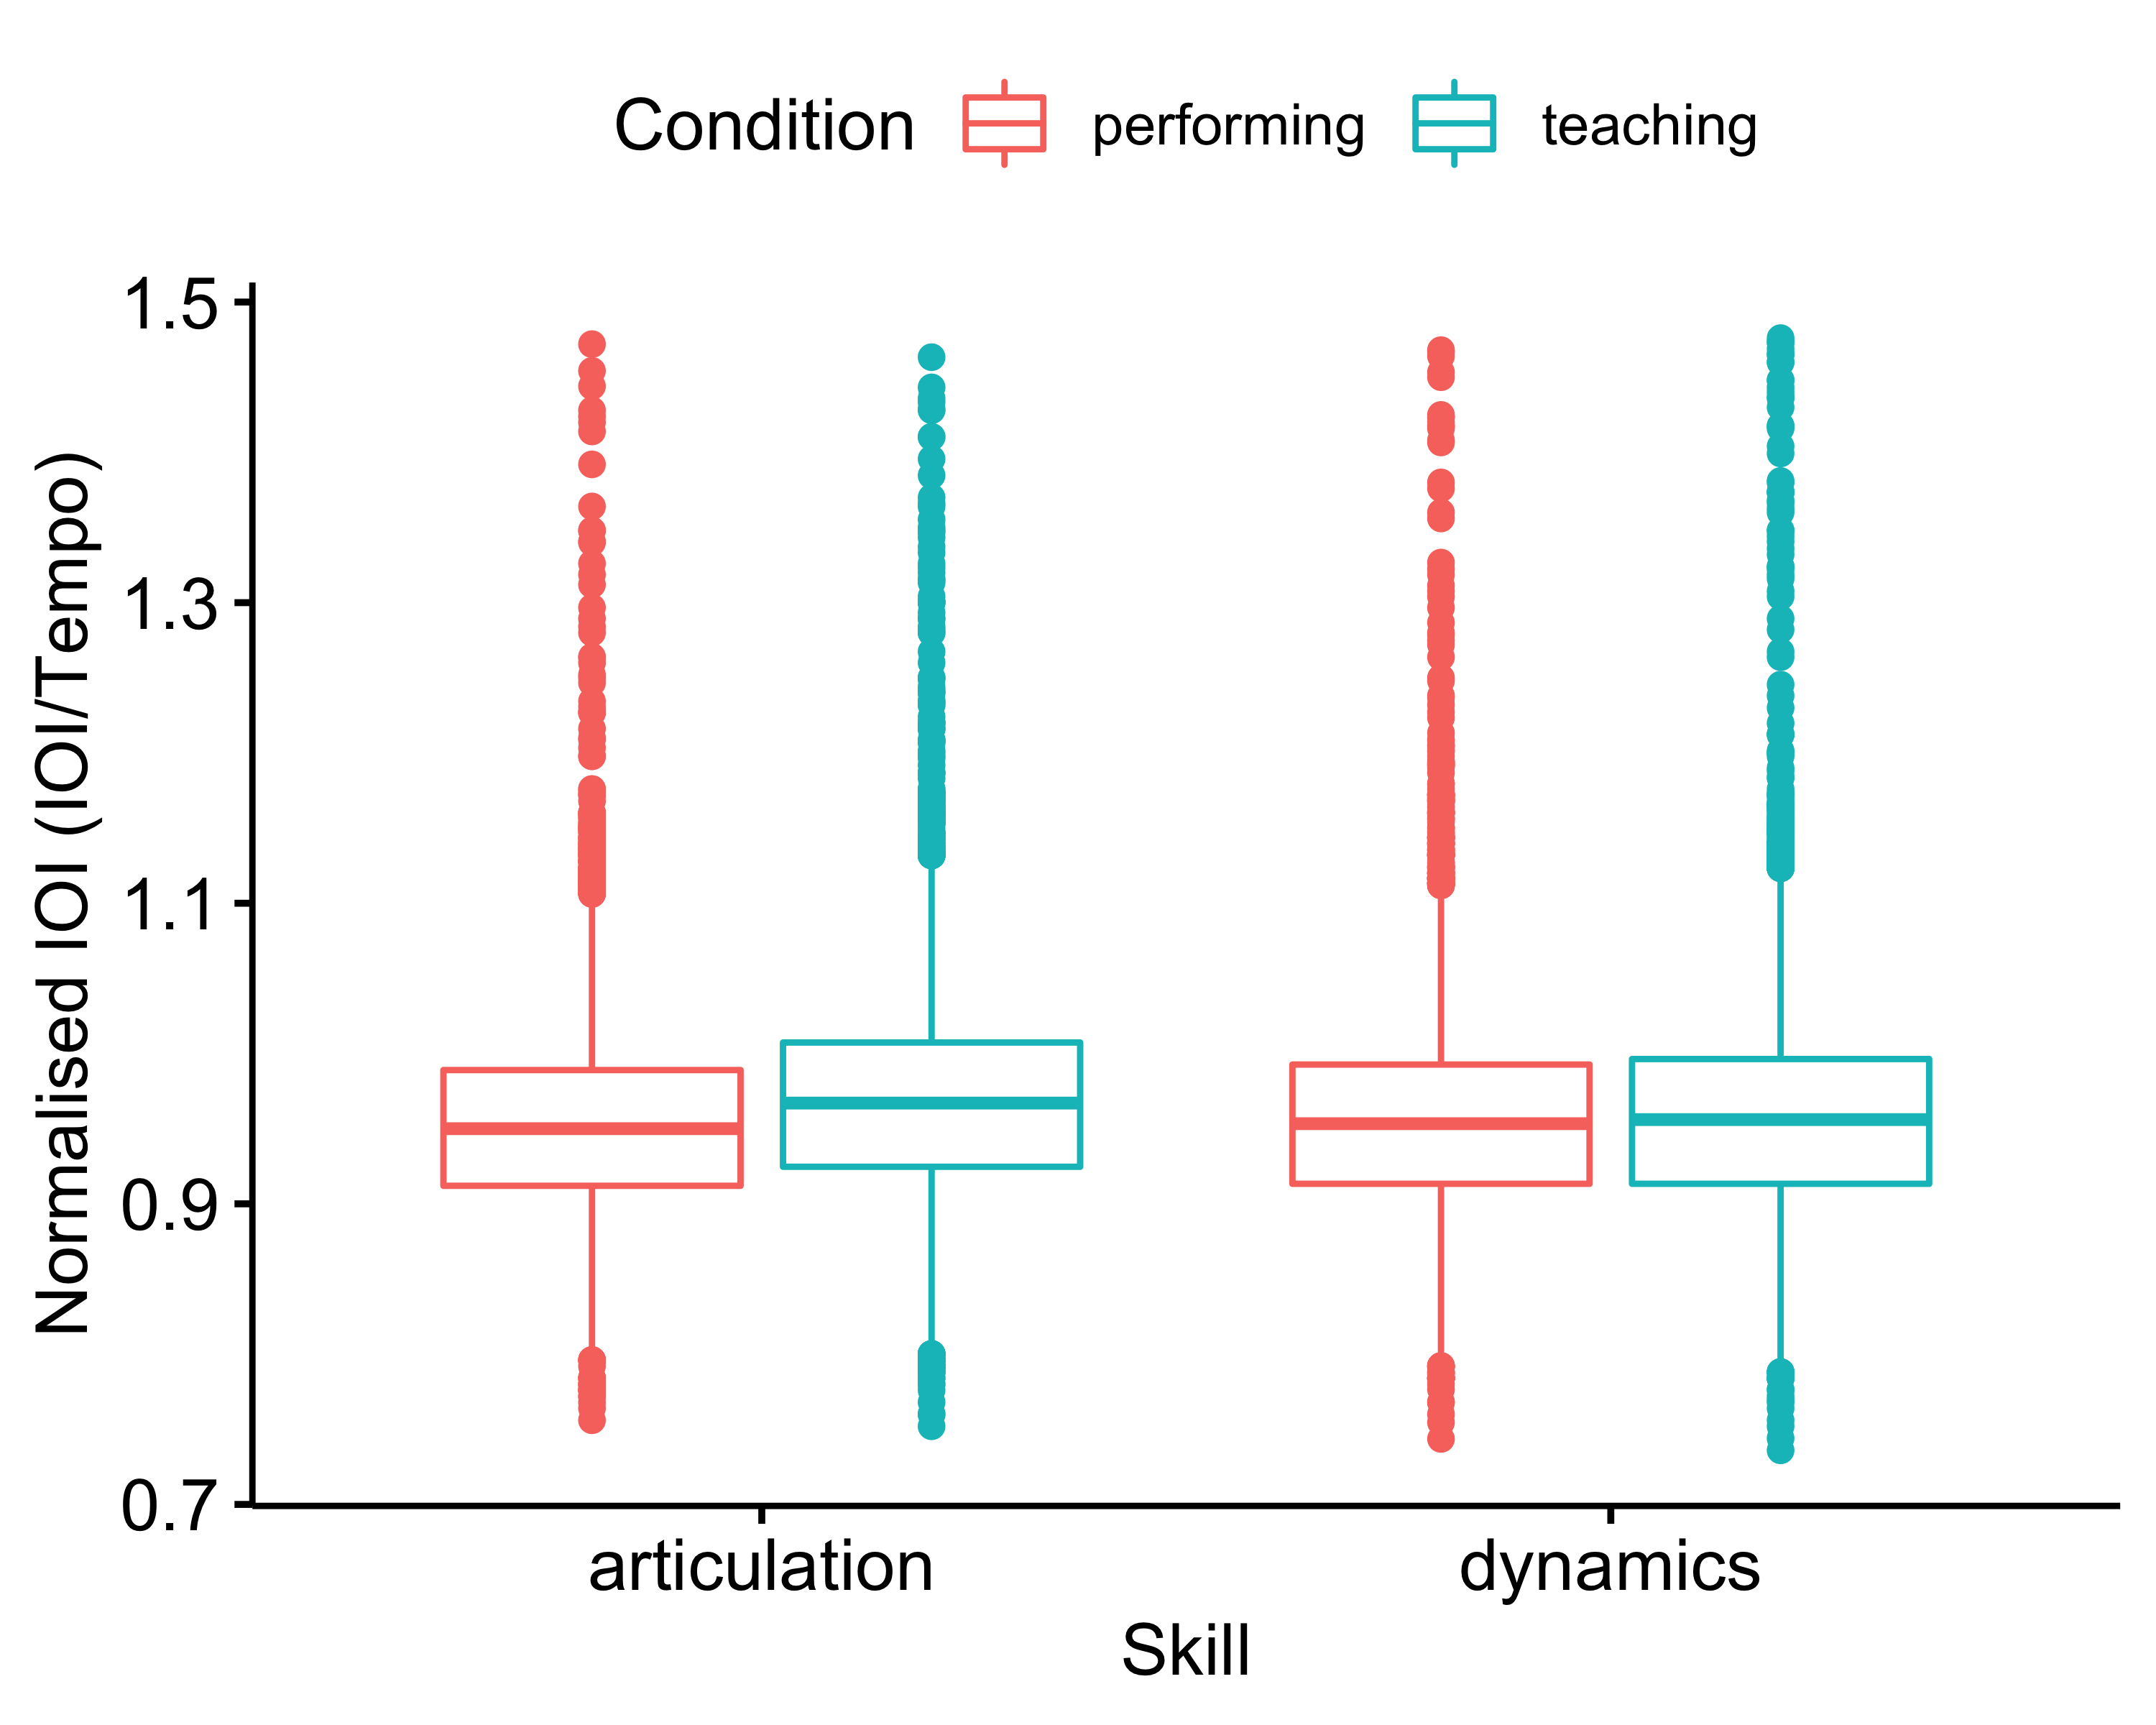 Condition performing teaching
Normalised IOI (IOI/Tempo)
1.5
1.3
1.1
0.9
0.7
articulation dynamics
Skill